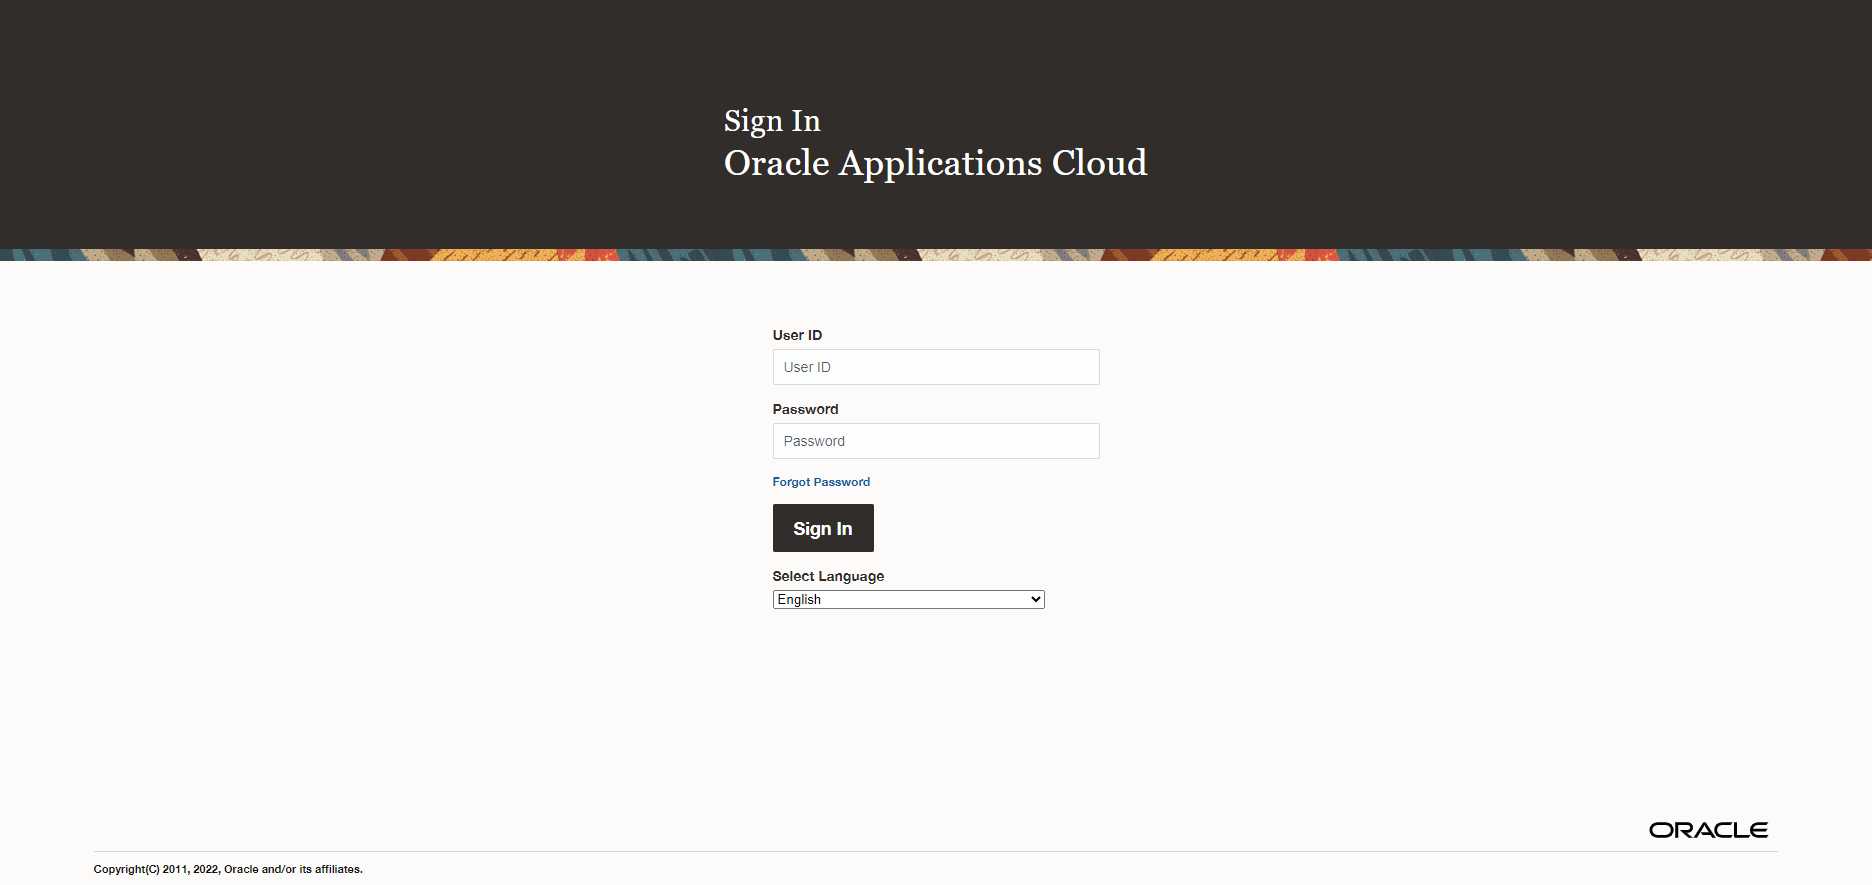 Sign In
Oracle Applications Cloud
User ID
User ID
Password
Password
Forgot Password
Sign In
Select Language
English
ORACLE
Copyright(C) 2011, 2022, Oracle and/or its affiliates.